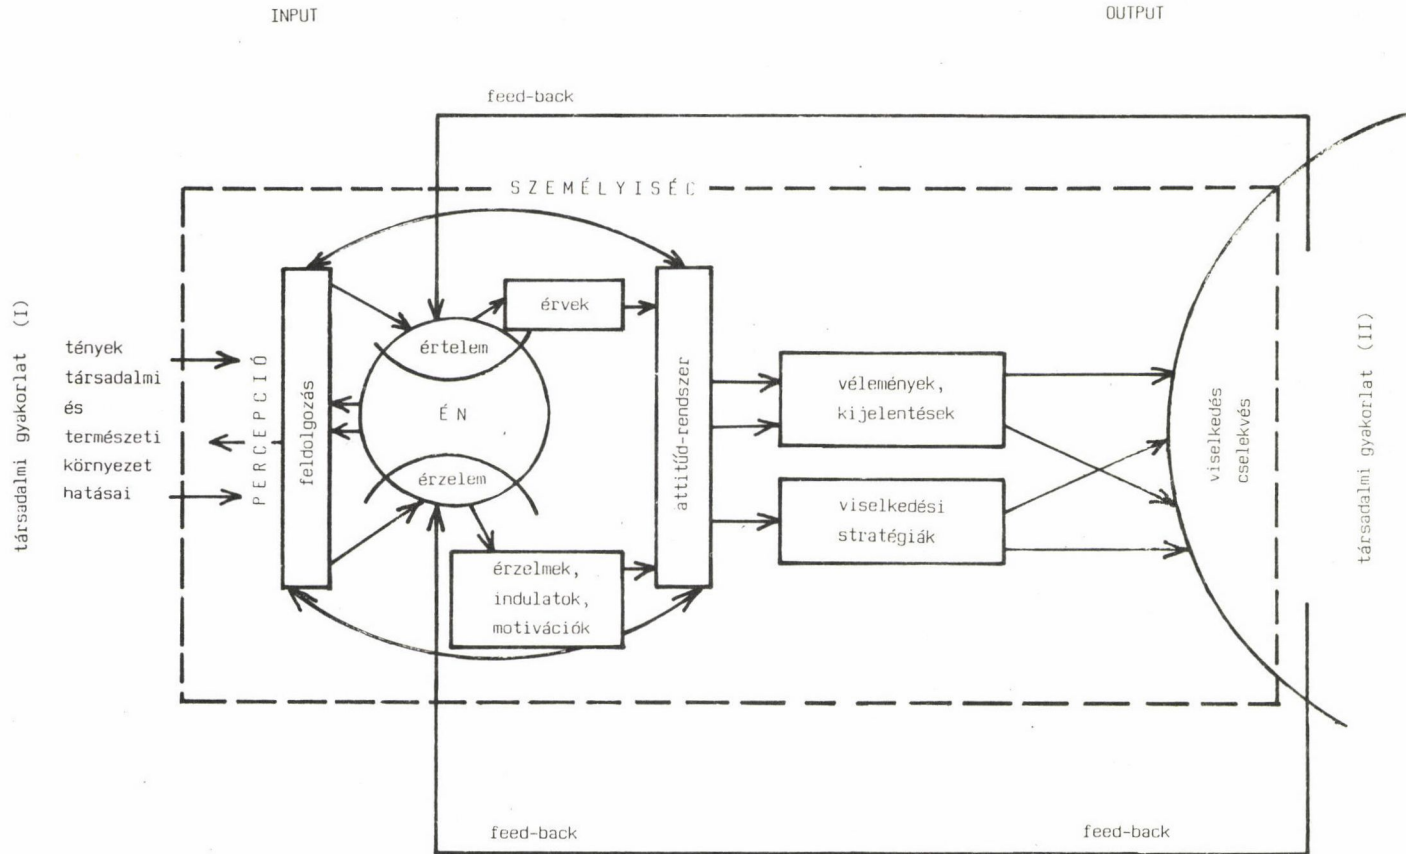 INPUT
OUTPUT
feed-back
SZEMÉLYISÉG
társadalmi gyakorlat (I)
tények
társadalmi
és
természeti
környezet
hatásai
PERCEPCIÓ
feldolgozás
értelem
ÉN
érzelem
érvek
érzelmek,
indulatok,
motivációk
attitűd-rendszer
vélemények,
kijelentések
viselkedési
stratégiák
viselkedés
cselekvés
társadalmi gyakorlat (II)
feed-back
feed-back